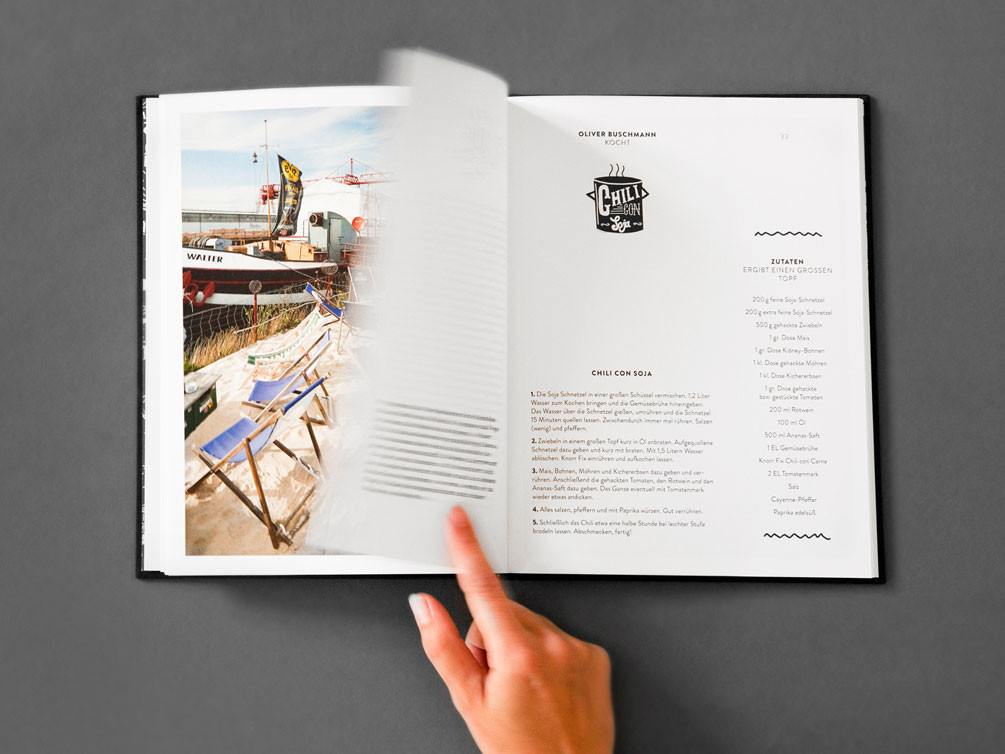 WALTER
OLIVER BUSCHMANN
KOCHT
33
CHILI
CON
Soja
ZUTATEN
ERGIBT EINEN GROSSEN
TOPF
200 g feine Soja-Schnetzel
200 g extra feine Soja-Schnetzel
500 g gehackte Zwiebeln
1 gr. Dose Mais
1 gr. Dose Kidney-Bohnen
1 kl. Dose gehackte Möhren
1 kl. Dose Kichererbsen
1 gr. Dose gehackte
bzw. gestückte Tomaten
200 ml Rotwein
100 ml Öl
500 ml Ananas-Saft
1 EL Gemüsebrühe
Knorr Fix Chili con Carne
2 EL Tomatenmark
Salz
Cayenne-Pfeffer
Paprika edelsüß
CHILI CON SOJA
1. Die Soja Schnetzel in einer großen Schüssel vermischen. 1,2 Liter
Wasser zum Kochen bringen und die Gemüsebrühe hineingeben.
Das Wasser über die Schnetzel gießen, umrühren und die Schnetzel
15 Minuten quellen lassen. Zwischendurch immer mal rühren. Salzen
(wenig) und pfeffern.
2. Zwiebeln in einem großen Topf kurz in Öl anbraten. Aufgequollene
Schnetzel dazu geben und kurz mit braten. Mit 1,5 Litern Wasser
ablöschen. Knorr Fix einrühren und aufkochen lassen.
3. Mais, Bohnen, Möhren und Kichererbsen dazu geben und ver-
rühren. Anschließend die gehackten Tomaten, den Rotwein und den
Ananas-Saft dazu geben. Das Ganze eventuell mit Tomatenmark
wieder etwas andicken.
4. Alles salzen, pfeffern und mit Paprika würzen. Gut verrühren.
5. Schließlich das Chili etwa eine halbe Stunde bei leichter Stufe
brodeln lassen. Abschmecken, fertig!